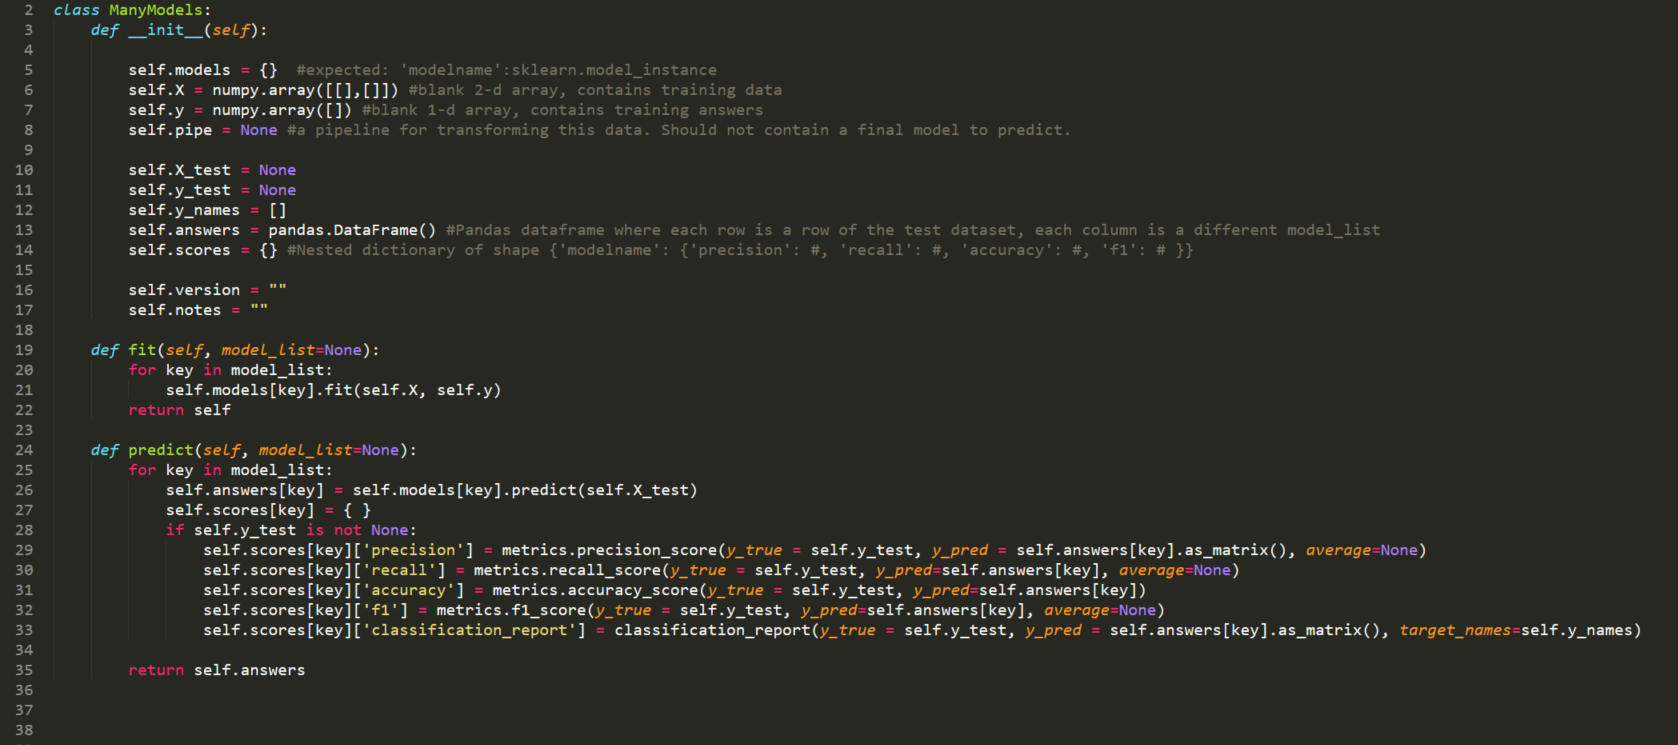 2 class ManyModels:
3     def __init__(self):
4
5         self.models = {}  #expected: 'modelname':sklearn.model_instance
6         self.X = numpy.array([[],[]]) #blank 2-d array, contains training data
7         self.y = numpy.array([]) #blank 1-d array, contains training answers
8         self.pipe = None #a pipeline for transforming this data. Should not contain a final model to predict.
9
10         self.X_test = None
11         self.y_test = None
12         self.y_names = []
13         self.answers = pandas.DataFrame() #Pandas dataframe where each row is a row of the test dataset, each column is a different model_list
14         self.scores = {} #Nested dictionary of shape {'modelname': {'precision': #, 'recall': #, 'accuracy': #, 'f1': # }}
15
16         self.version = ""
17         self.notes = ""
18
19     def fit(self, model_list=None):
20         for key in model_list:
21             self.models[key].fit(self.X, self.y)
22         return self
23
24     def predict(self, model_list=None):
25         for key in model_list:
26             self.answers[key] = self.models[key].predict(self.X_test)
27             self.scores[key] = { }
28             if self.y_test is not None:
29                 self.scores[key]['precision'] = metrics.precision_score(y_true = self.y_test, y_pred = self.answers[key].as_matrix(), average=None)
30                 self.scores[key]['recall'] = metrics.recall_score(y_true = self.y_test, y_pred=self.answers[key], average=None)
31                 self.scores[key]['accuracy'] = metrics.accuracy_score(y_true = self.y_test, y_pred=self.answers[key])
32                 self.scores[key]['f1'] = metrics.f1_score(y_true = self.y_test, y_pred=self.answers[key], average=None)
33                 self.scores[key]['classification_report'] = classification_report(y_true = self.y_test, y_pred = self.answers[key].as_matrix(), target_names=self.y_names)
34
35         return self.answers
36
37
38